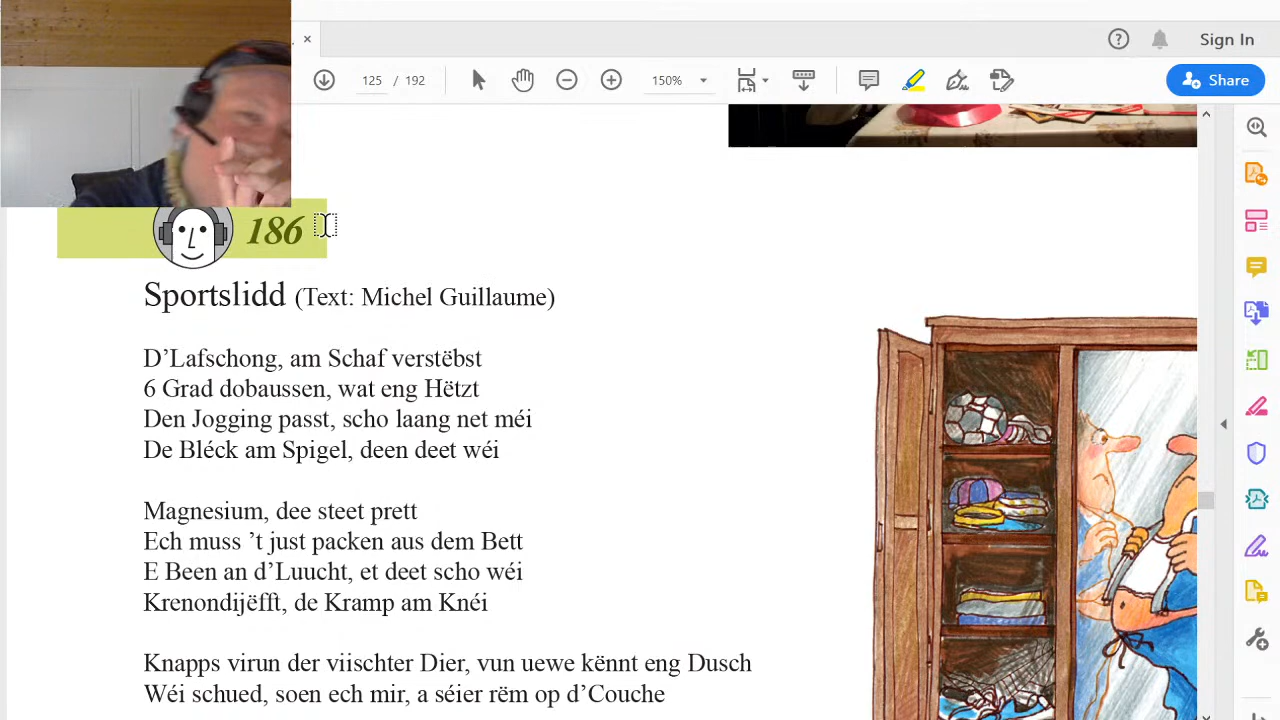 ×
?
Sign In
125 / 192
150%
Share
186
Sportslidd (Text: Michel Guillaume)
D’Lafschong, am Schaf verstëbst
6 Grad dobaussen, wat eng Hëtzt
Den Jogging passt, scho laang net méi
De Bléck am Spigel, deen deet wéi
Magnesium, dee steet prett
Ech muss ’t just packen aus dem Bett
E Been an d’Luucht, et deet scho wéi
Krenondijëfft, de Kramp am Knéi
Knapps virun der viischter Dier, vun uewe kënnt eng Dusch
Wéi schued, soen ech mir, a séier rëm op d’Couche